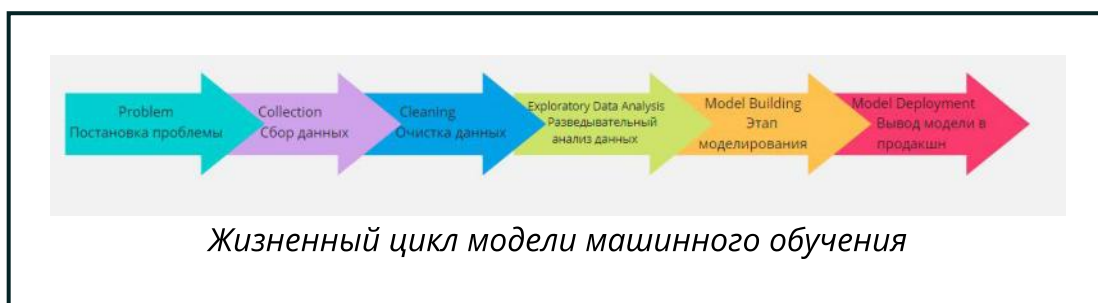 Problem
Постановка проблемы
Collection
Сбор данных
Cleaning
Очистка данных
Exploratory Data Analysis
Разведывательный
анализ данных
Model Building
Этап
моделирования
Model Deployment
Вывод модели в
продакшн
Жизненный цикл модели машинного обучения